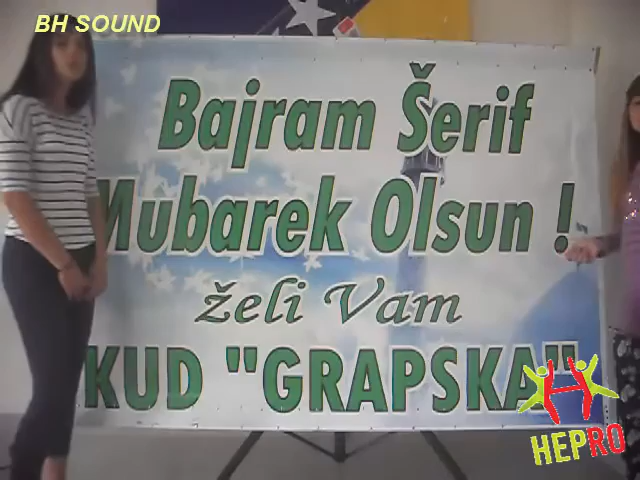 BH SOUND
Bajram Šerif
Mubarek Olsun !
želi Vam
KUD "GRAPSKA"
HEPRO